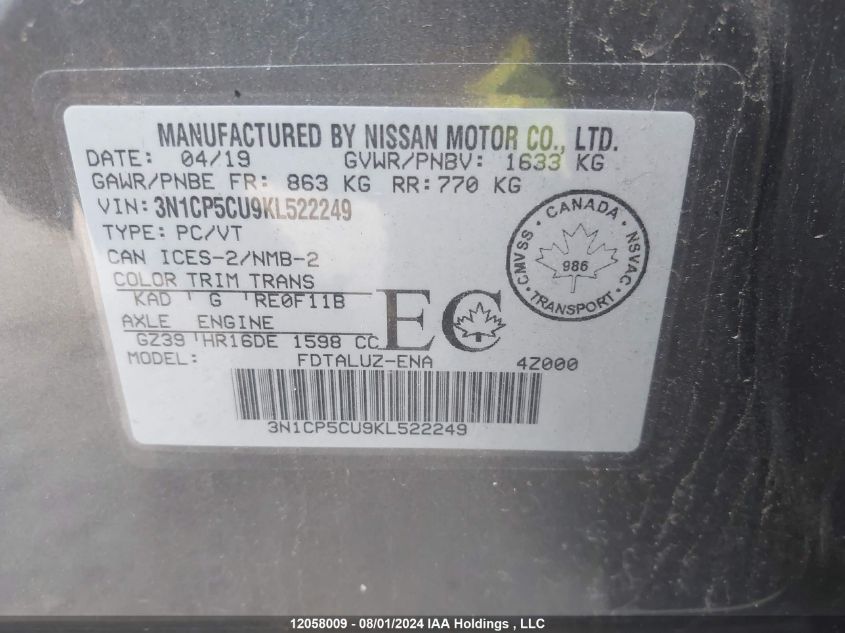 MANUFACTURED BY NISSAN MOTOR CO., LTD.
DATE: 04/19 GVWR/PNBV: 1633 KG
GAWR/PNBE FR: 863 KG RR: 770 KG
VIN: 3N1CP5CU9KL522249
TYPE: PC/VT
CAN ICES-2/NMB-2
COLOR TRIM TRANS
KAD G RE0F11B
AXLE ENGINE
GZ39 HR16DE 1598 CC
MODEL: FDTALUZ-ENA 4Z000
EC
CANADA
CMVSS 986 NSVAC
TRANSPORT
3N1CP5CU9KL522249
12058009 - 08/01/2024 IAA Holdings , LLC